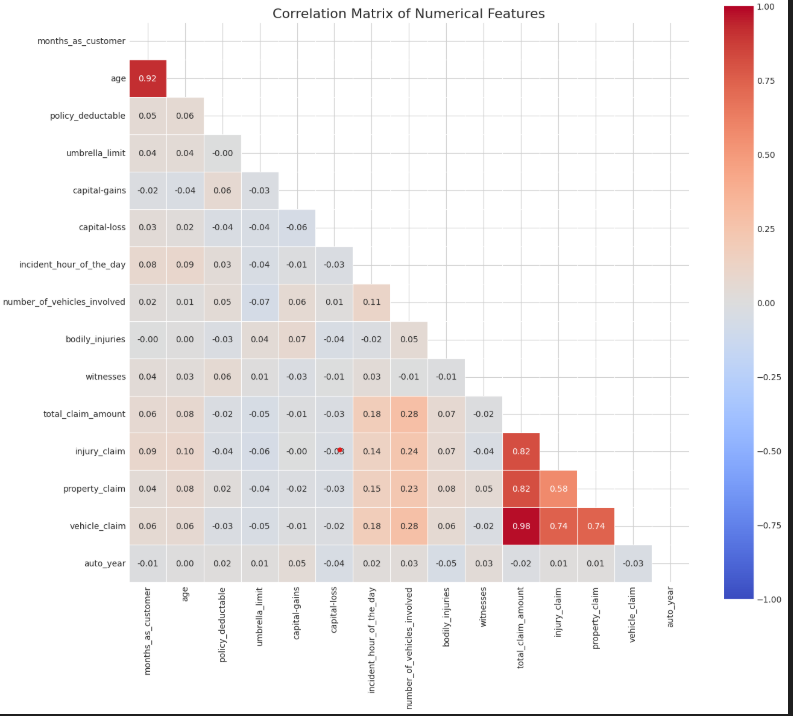 Correlation Matrix of Numerical Features
months_as_customer
age 0.92
policy_deductable 0.05 0.06
umbrella_limit 0.04 0.04 -0.00
capital-gains -0.02 -0.04 0.06 -0.03
capital-loss 0.03 0.02 -0.04 -0.04 -0.06
incident_hour_of_the_day 0.08 0.09 0.03 -0.04 -0.01 -0.03
number_of_vehicles_involved 0.02 0.01 0.05 -0.07 0.06 0.01 0.11
bodily_injuries -0.00 0.00 -0.03 0.04 0.07 -0.04 -0.02 0.05
witnesses 0.04 0.03 0.06 0.01 -0.03 -0.01 0.03 -0.01 -0.01
total_claim_amount 0.06 0.08 -0.02 -0.05 -0.01 -0.03 0.18 0.28 0.07 -0.02
injury_claim 0.09 0.10 -0.04 -0.06 -0.00 -0.03 0.14 0.24 0.07 -0.04 0.82
property_claim 0.04 0.08 0.02 -0.04 -0.02 -0.03 0.15 0.23 0.08 0.05 0.82 0.58
vehicle_claim 0.06 0.06 -0.03 -0.05 -0.01 -0.02 0.18 0.28 0.06 -0.02 0.98 0.74 0.74
auto_year -0.01 0.00 0.02 0.01 0.05 -0.04 0.02 0.03 -0.05 0.03 -0.02 0.01 0.01 -0.03
months_as_customer
age
policy_deductable
umbrella_limit
capital-gains
capital-loss
incident_hour_of_the_day
number_of_vehicles_involved
bodily_injuries
witnesses
total_claim_amount
injury_claim
property_claim
vehicle_claim
auto_year
1.00
0.75
0.50
0.25
0.00
−0.25
−0.50
−0.75
−1.00